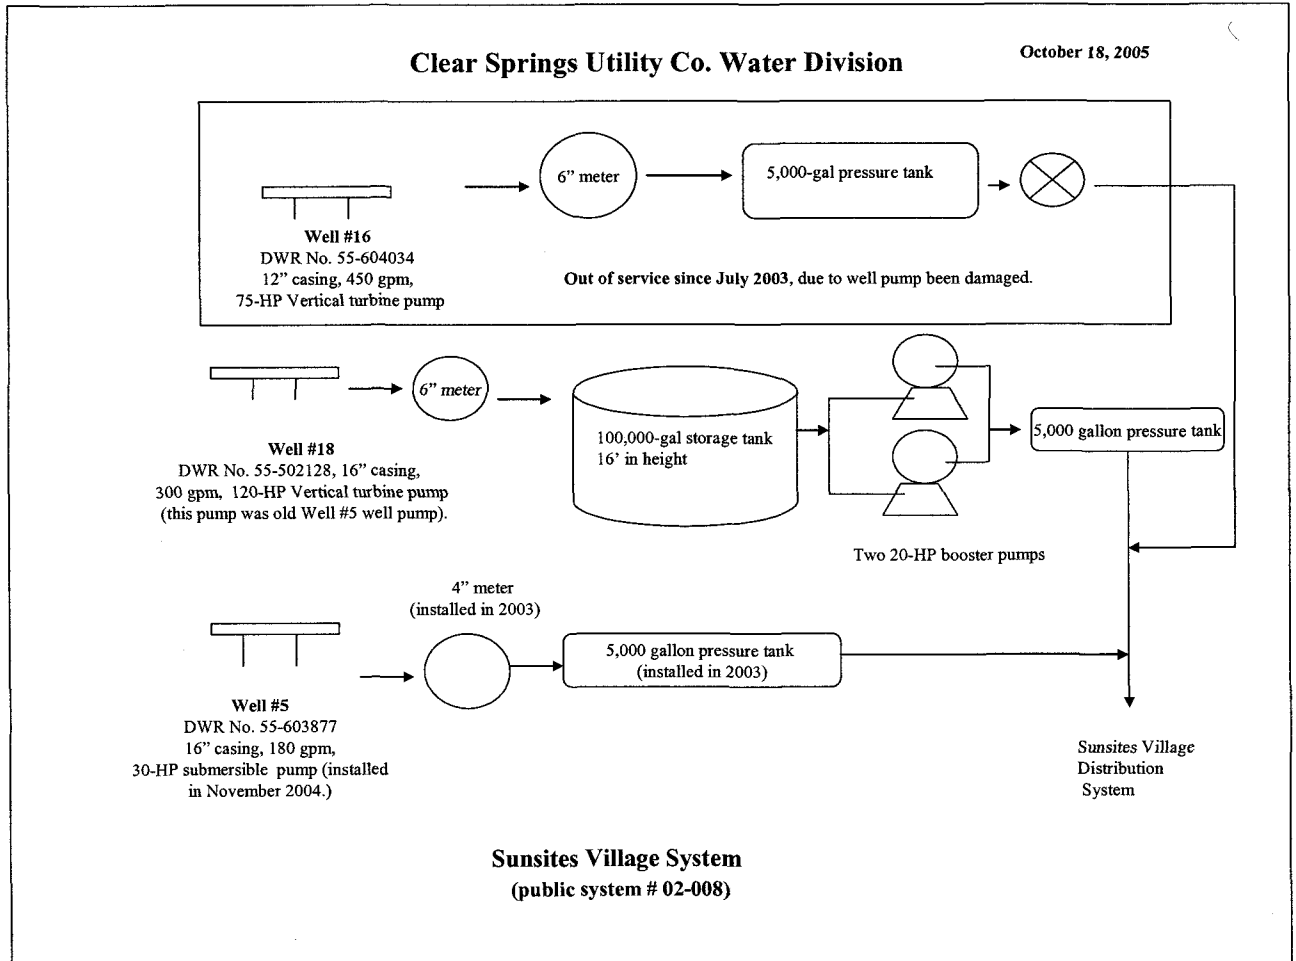 Clear Springs Utility Co. Water Division
October 18, 2005
6” meter
5,000-gal pressure tank
Well #16
DWR No. 55-604034
12” casing, 450 gpm,
75-HP Vertical turbine pump
Out of service since July 2003, due to well pump been damaged.
6” meter
100,000-gal storage tank
16’ in height
5,000 gallon pressure tank
Well #18
DWR No. 55-502128, 16” casing,
300 gpm, 120-HP Vertical turbine pump
(this pump was old Well #5 well pump).
Two 20-HP booster pumps
4” meter
(installed in 2003)
5,000 gallon pressure tank
(installed in 2003)
Well #5
DWR No. 55-603877
16” casing, 180 gpm,
30-HP submersible pump (installed
in November 2004.)
Sunsites Village
Distribution
System
Sunsites Village System
(public system # 02-008)